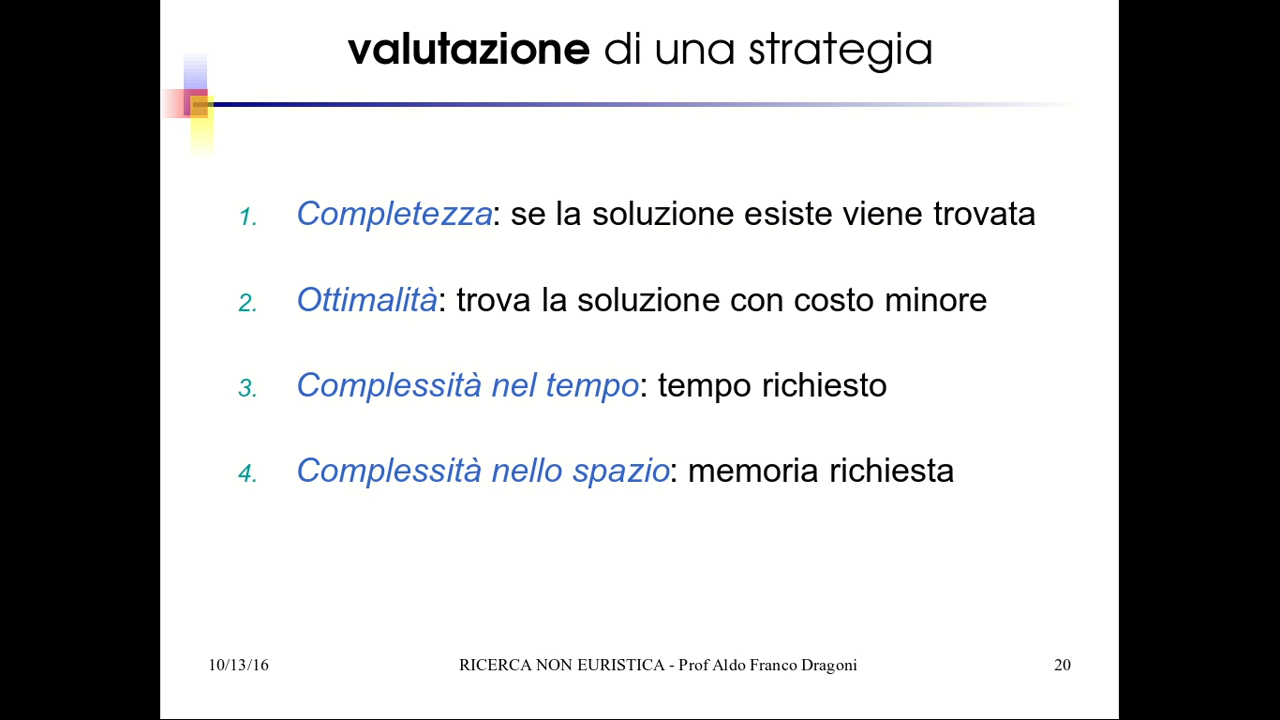 valutazione di una strategia
1. Completezza: se la soluzione esiste viene trovata
2. Ottimalità: trova la soluzione con costo minore
3. Complessità nel tempo: tempo richiesto
4. Complessità nello spazio: memoria richiesta
10/13/16 RICERCA NON EURISTICA - Prof Aldo Franco Dragoni 20